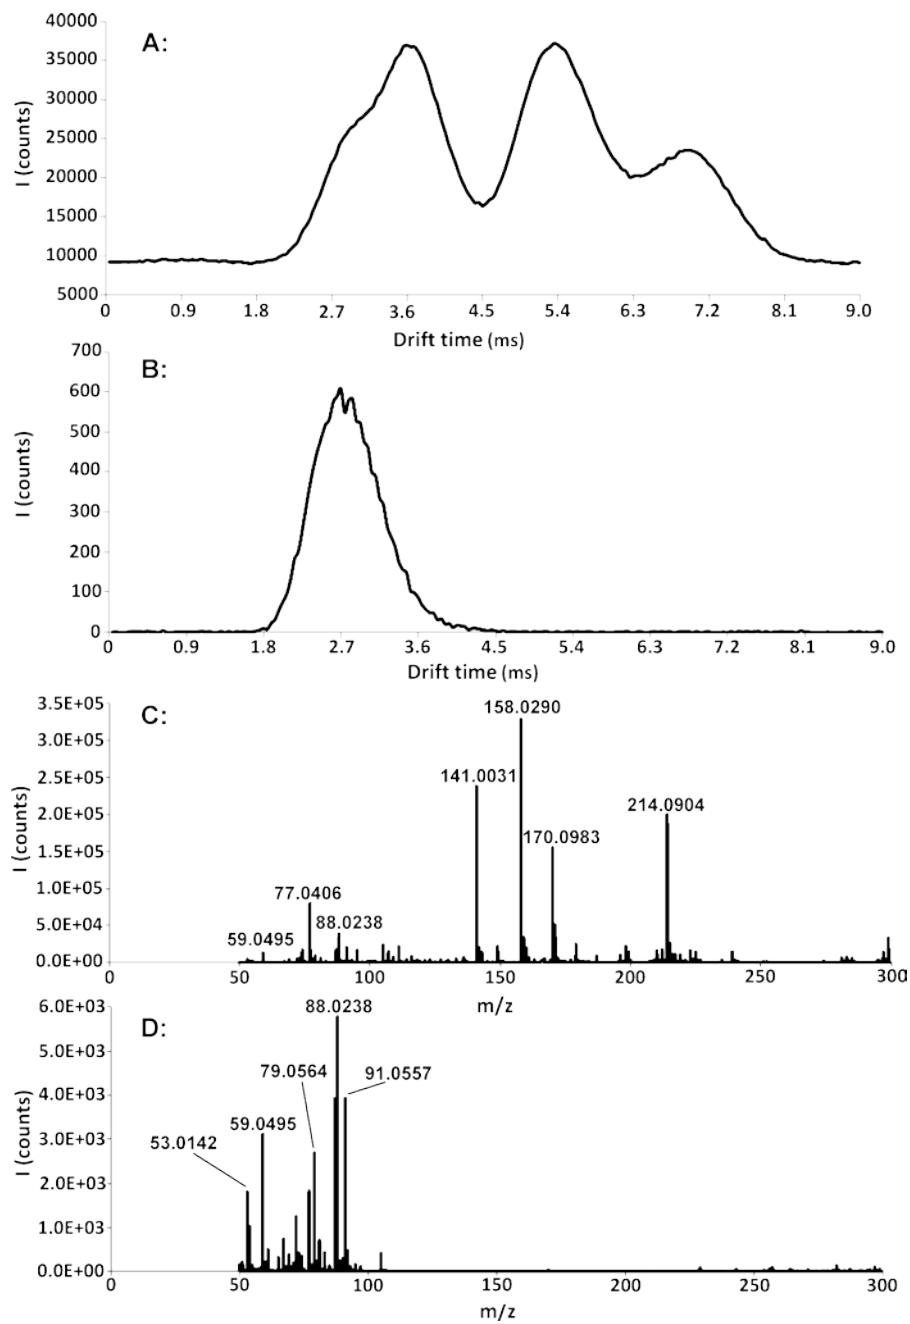 A:
40000
35000
30000
25000
20000
15000
10000
5000
I (counts)
0 0.9 1.8 2.7 3.6 4.5 5.4 6.3 7.2 8.1 9.0
Drift time (ms)
B:
700
600
500
400
300
200
100
0
I (counts)
0 0.9 1.8 2.7 3.6 4.5 5.4 6.3 7.2 8.1 9.0
Drift time (ms)
C:
3.5E+05
3.0E+05
2.5E+05
2.0E+05
1.5E+05
1.0E+05
5.0E+04
0.0E+00
I (counts)
158.0290
141.0031
214.0904
170.0983
77.0406
88.0238
59.0495
0 50 100 150 200 250 300
m/z
D:
6.0E+03
5.0E+03
4.0E+03
3.0E+03
2.0E+03
1.0E+03
0.0E+00
I (counts)
88.0238
79.0564
91.0557
59.0495
53.0142
0 50 100 150 200 250 300
m/z